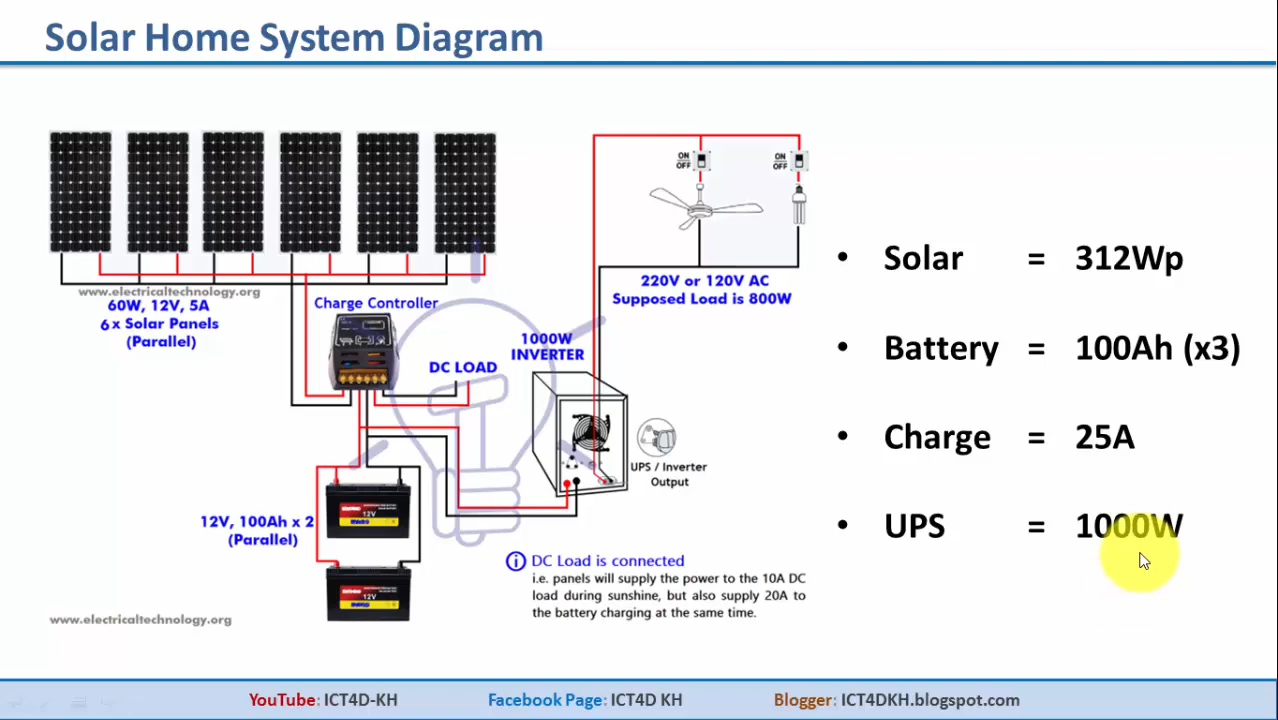 Solar Home System Diagram
ON
OFF
ON
OFF
www.electricaltechnology.org
60W, 12V, 5A
6 x Solar Panels
(Parallel)
Charge Controller
220V or 120V AC
Supposed Load is 800W
1000W
INVERTER
DC LOAD
UPS / Inverter
Output
12V, 100Ah x 2
(Parallel)
12V
12V
DC Load is connected
i.e. panels will supply the power to the 10A DC
load during sunshine, but also supply 20A to
the battery charging at the same time.
www.electricaltechnology.org
• Solar = 312Wp
• Battery = 100Ah (x3)
• Charge = 25A
• UPS = 1000W
YouTube: ICT4D-KH Facebook Page: ICT4D KH Blogger: ICT4DKH.blogspot.com